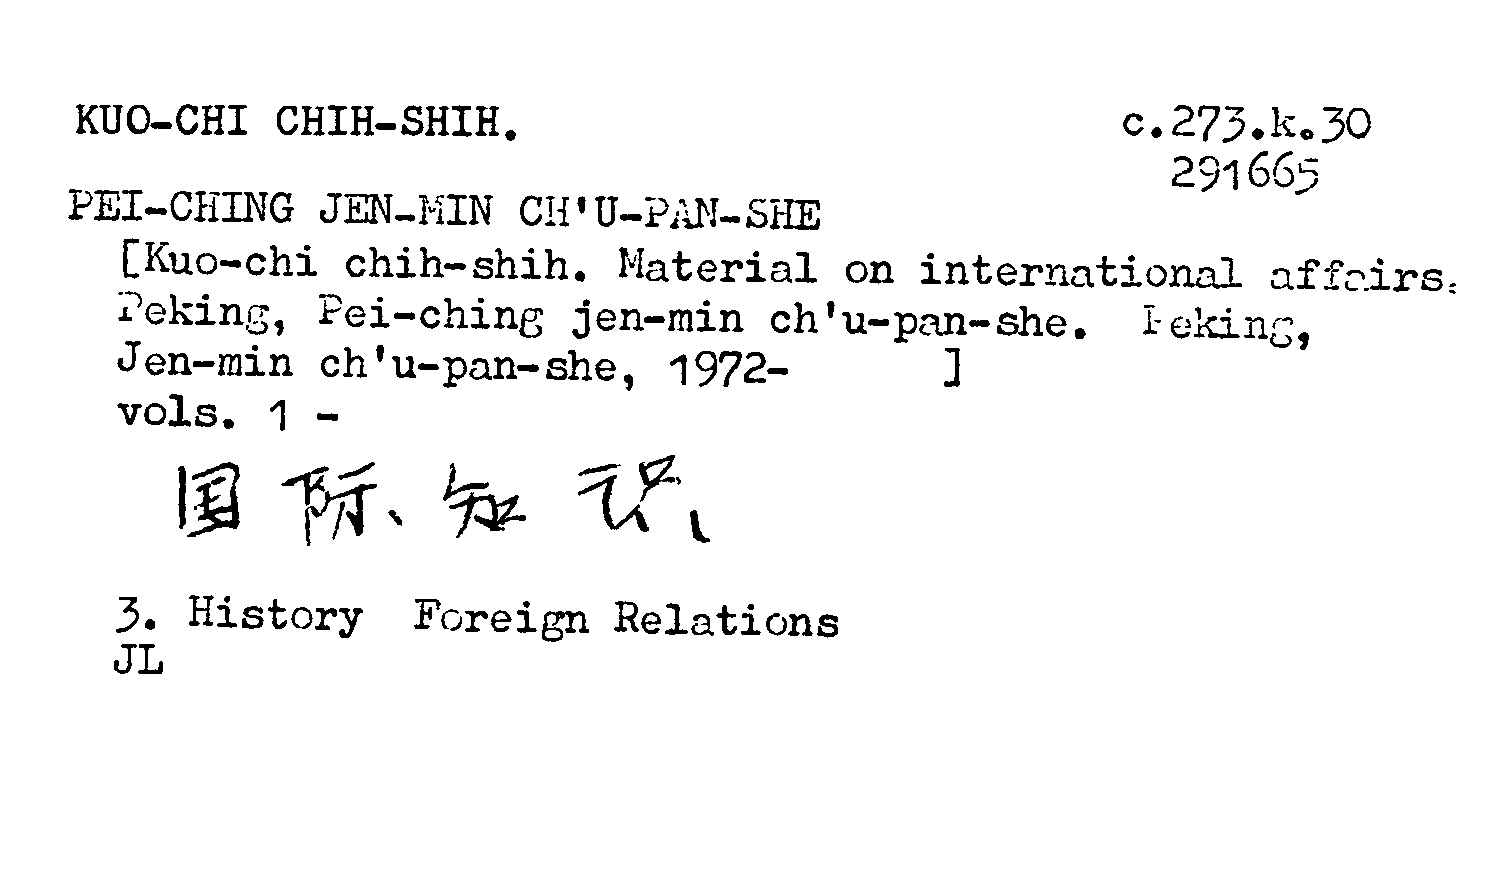 KUO-CHI CHIH-SHIH.
c.273.k.30
291665
PEI-CHING JEN-MIN CH'U-PAN-SHE
[Kuo-chi chih-shih. Material on international affairs.
Peking, Pei-ching jen-min ch'u-pan-she. Peking,
Jen-min ch'u-pan-she, 1972- ]
vols. 1 -
国际知识
3. History Foreign Relations
JL